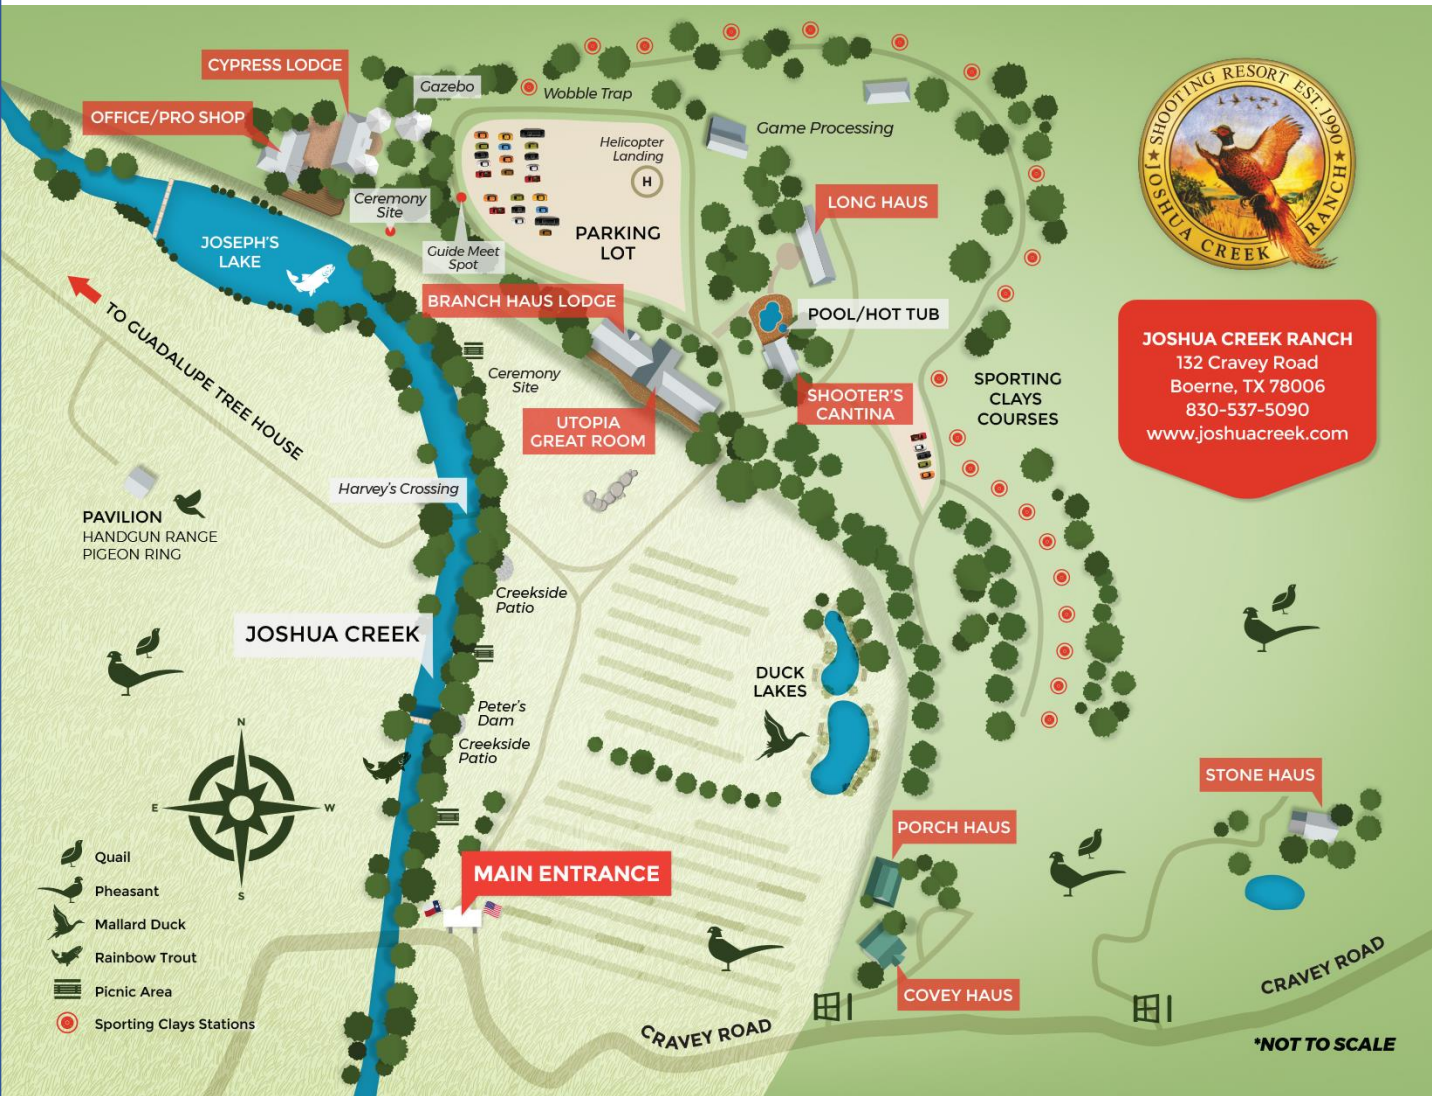 CYPRESS LODGE
OFFICE/PRO SHOP
Gazebo
Wobble Trap
Game Processing
Helicopter
Landing
H
PARKING
LOT
Ceremony
Site
Guide Meet
Spot
LONG HAUS
JOSEPH'S
LAKE
BRANCH HAUS LODGE
POOL/HOT TUB
TO GUADALUPE TREE HOUSE
Ceremony
Site
UTOPIA
GREAT ROOM
SHOOTER'S
CANTINA
SPORTING
CLAYS
COURSES
SHOOTING RESORT EST. 1990
JOSHUA CREEK RANCH
JOSHUA CREEK RANCH
132 Cravey Road
Boerne, TX 78006
830-537-5090
www.joshuacreek.com
Harvey's Crossing
PAVILION
HANDGUN RANGE
PIGEON RING
Creekside
Patio
JOSHUA CREEK
DUCK
LAKES
Peter's
Dam
Creekside
Patio
N
E
W
S
STONE HAUS
PORCH HAUS
MAIN ENTRANCE
COVEY HAUS
Quail
Pheasant
Mallard Duck
Rainbow Trout
Picnic Area
Sporting Clays Stations
CRAVEY ROAD
CRAVEY ROAD
*NOT TO SCALE